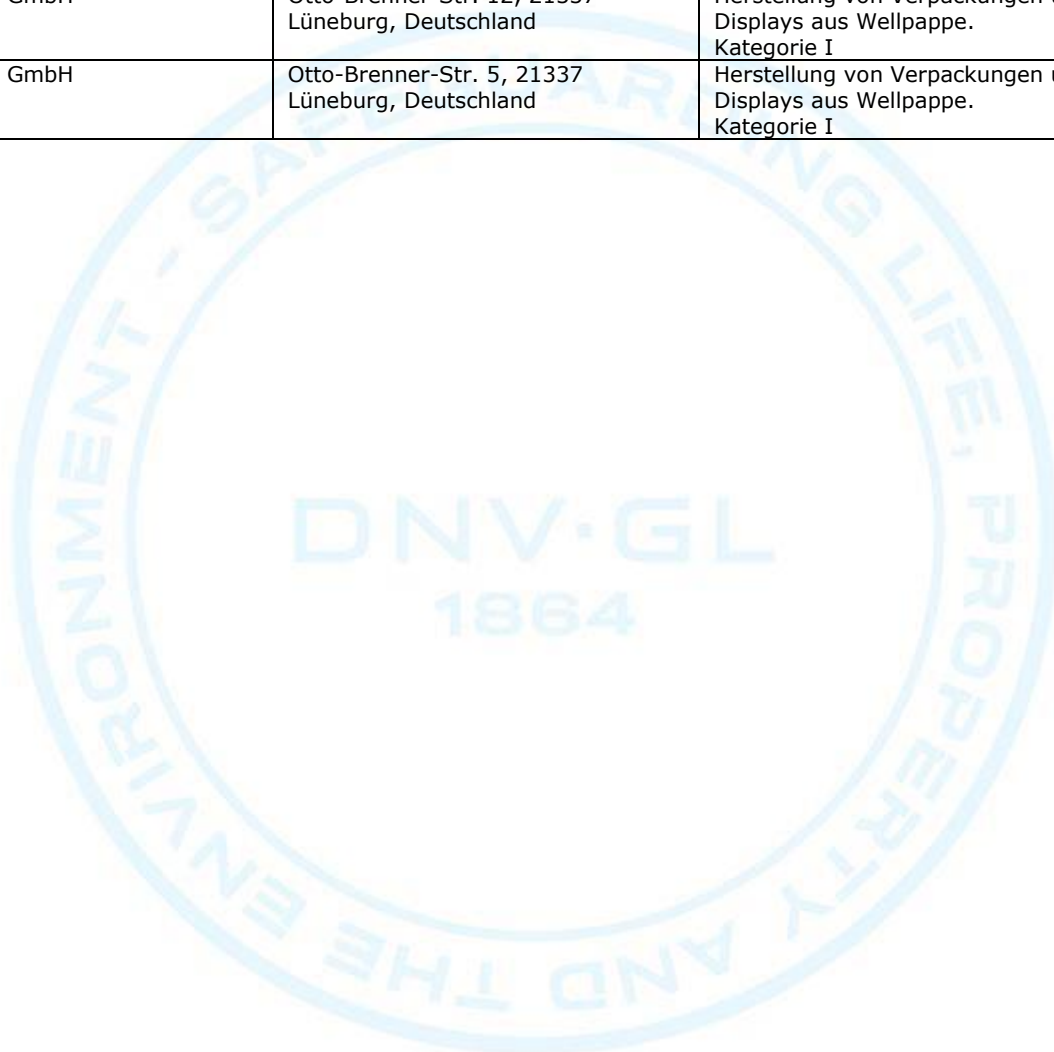 GmbH
Otto-Brenner-Str. 12, 21337
Lüneburg, Deutschland
Herstellung von Verpackungen
Displays aus Wellpappe.
Kategorie I
GmbH
Otto-Brenner-Str. 5, 21337
Lüneburg, Deutschland
Herstellung von Verpackungen
Displays aus Wellpappe.
Kategorie I
SAFEGUARDING LIFE, PROPERTY AND THE ENVIRONMENT -
DNV·GL
1864